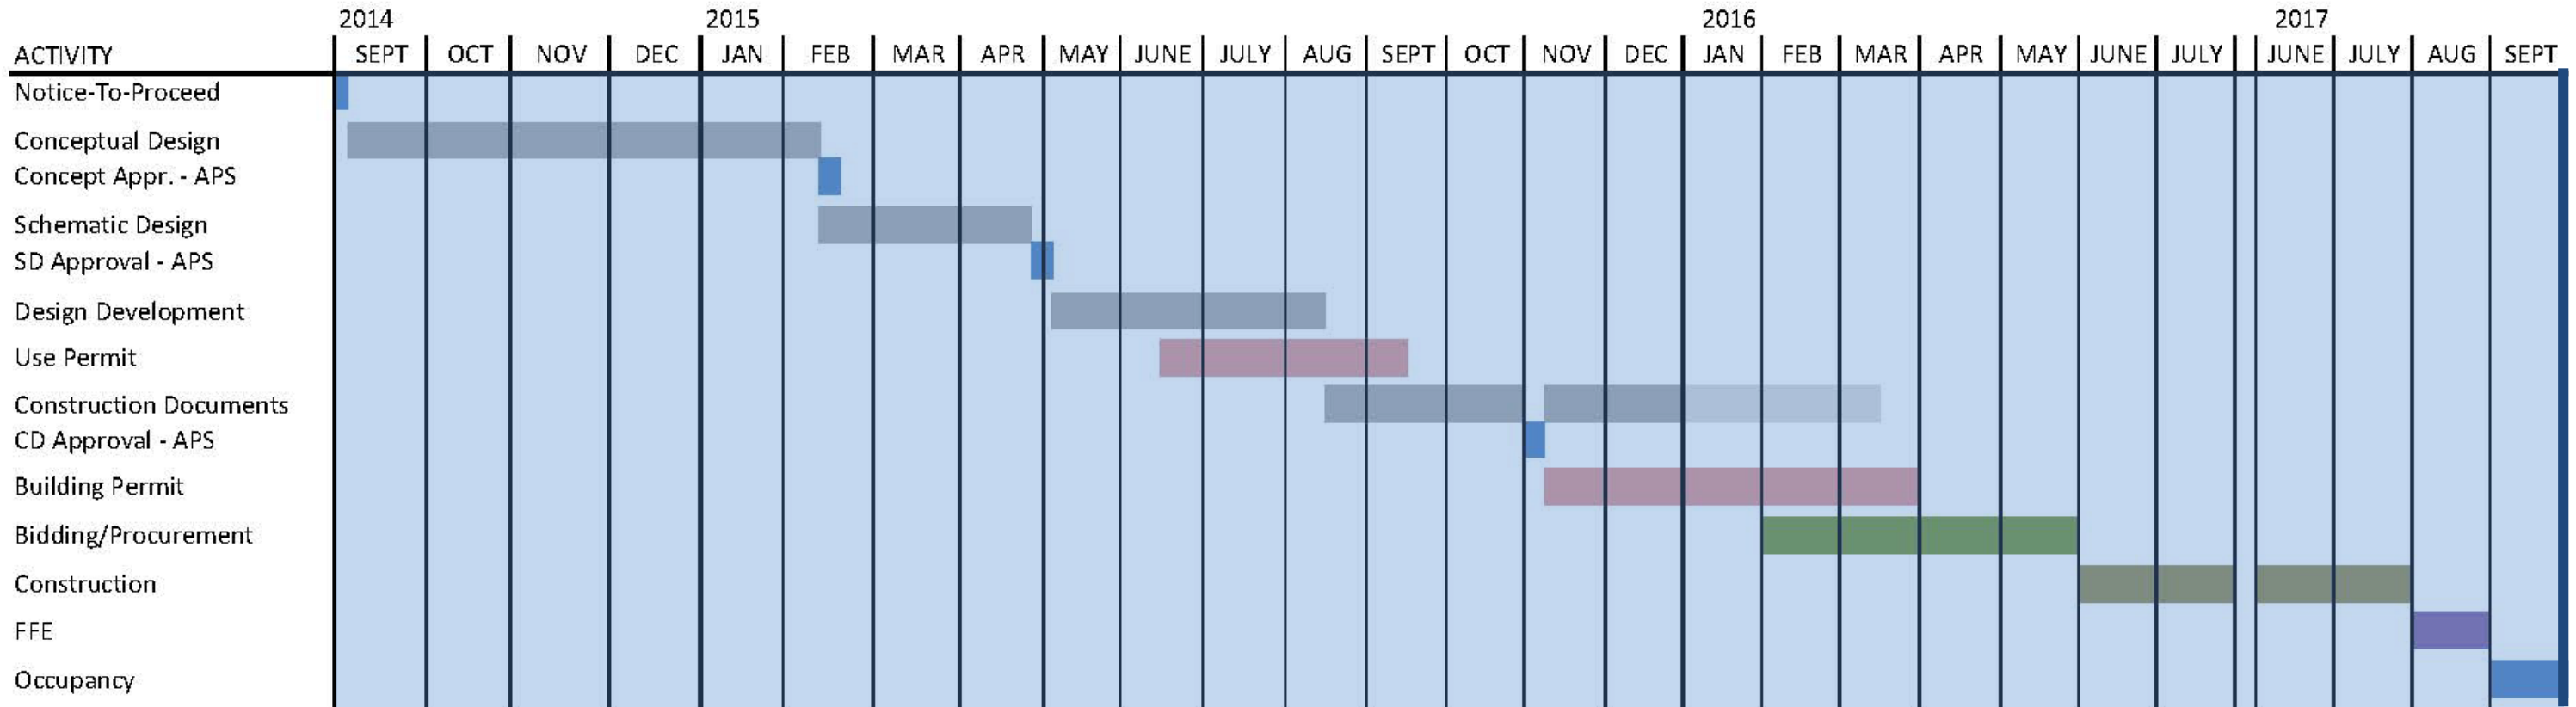 2014 2015 2016 2017
ACTIVITY SEPT OCT NOV DEC JAN FEB MAR APR MAY JUNE JULY AUG SEPT OCT NOV DEC JAN FEB MAR APR MAY JUNE JULY JUNE JULY AUG SEPT
Notice-To-Proceed
Conceptual Design
Concept Appr. - APS
Schematic Design
SD Approval - APS
Design Development
Use Permit
Construction Documents
CD Approval - APS
Building Permit
Bidding/Procurement
Construction
FFE
Occupancy